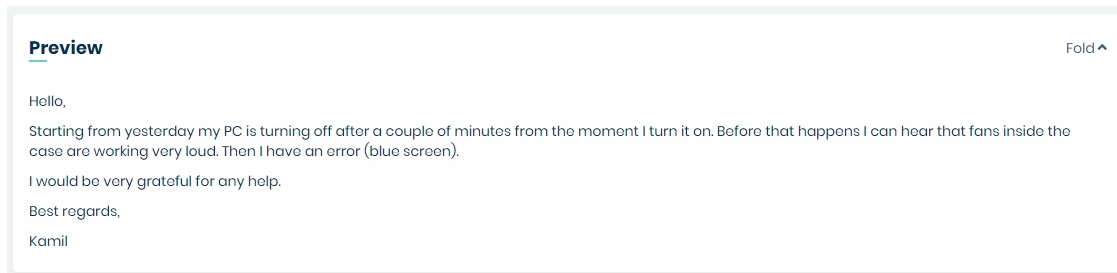 Preview
Fold
Hello,
Starting from yesterday my PC is turning off after a couple of minutes from the moment I turn it on. Before that happens I can hear that fans inside the
case are working very loud. Then I have an error (blue screen).
I would be very grateful for any help.
Best regards,
Kamil